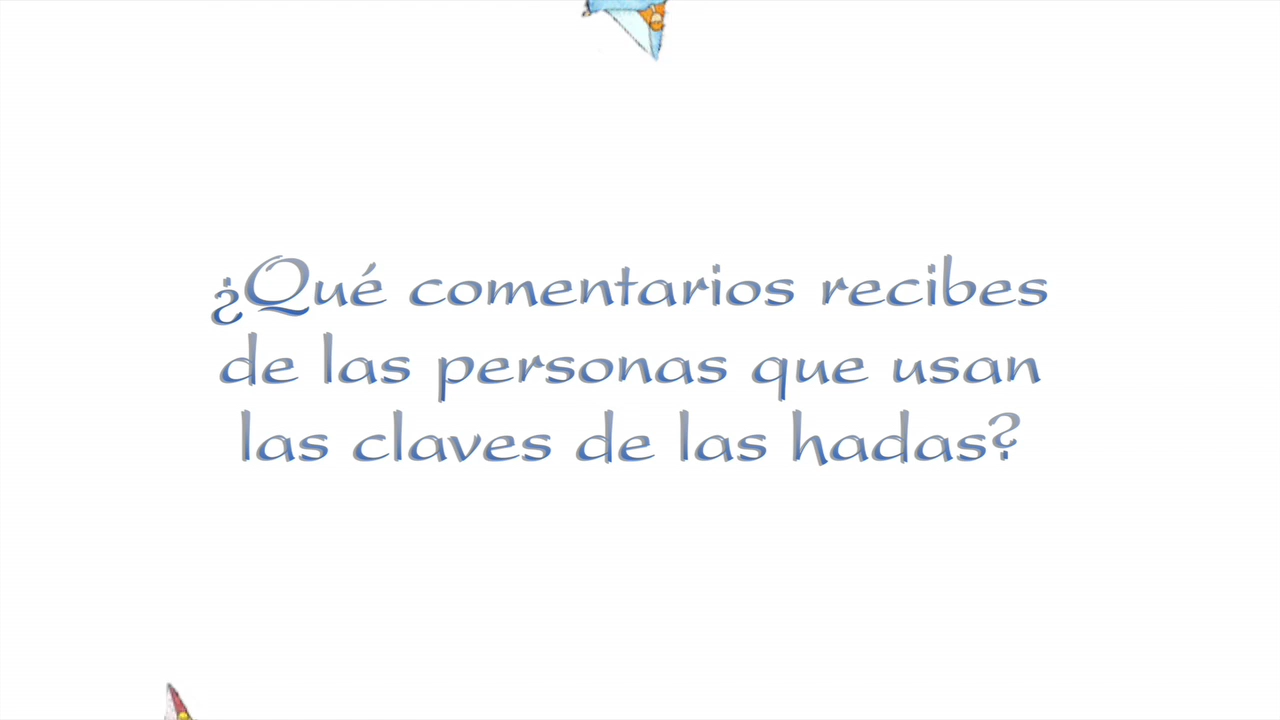 ¿Qué comentarios recibes
de las personas que usan
las claves de las hadas?